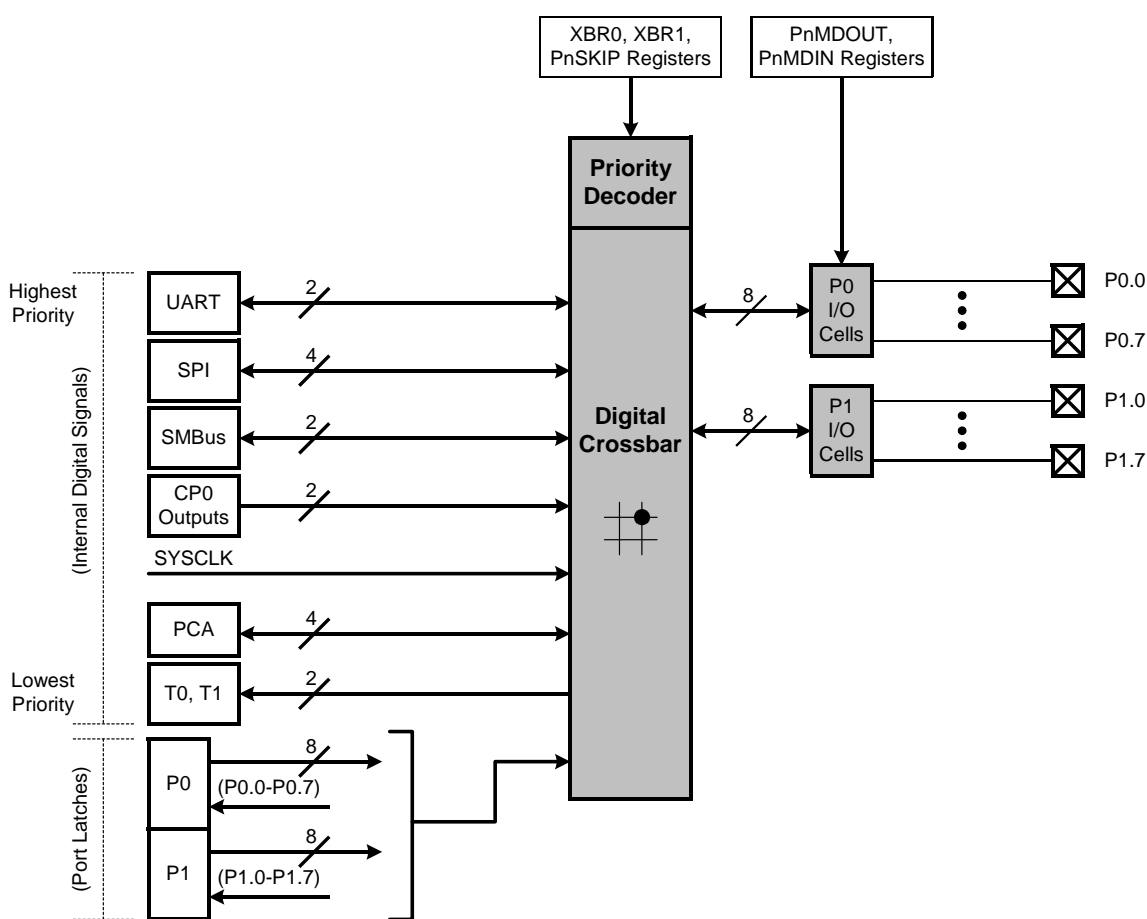 XBR0, XBR1,
PnSKIP Registers
PnMDOUT,
PnMDIN Registers
Priority
Decoder
Highest
Priority
UART
2
8
P0
I/O
Cells
P0.0
P0.7
SPI
4
SMBus
2
Digital
Crossbar
8
P1
I/O
Cells
P1.0
P1.7
(Internal Digital Signals)
CP0
Outputs
2
SYSCLK
PCA
4
Lowest
Priority
T0, T1
2
(Port Latches)
P0
8
(P0.0-P0.7)
P1
8
(P1.0-P1.7)